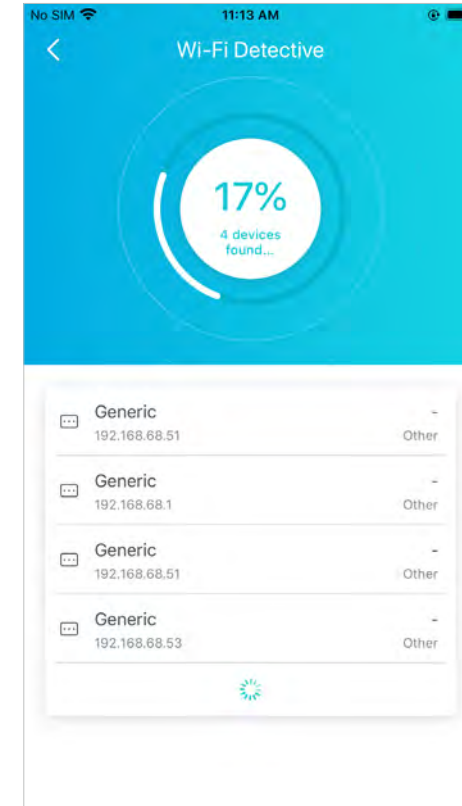 No SIM 11:13 AM
Wi-Fi Detective
17%
4 devices
found...
Generic -
192.168.68.51 Other
Generic -
192.168.68.1 Other
Generic -
192.168.68.51 Other
Generic -
192.168.68.53 Other